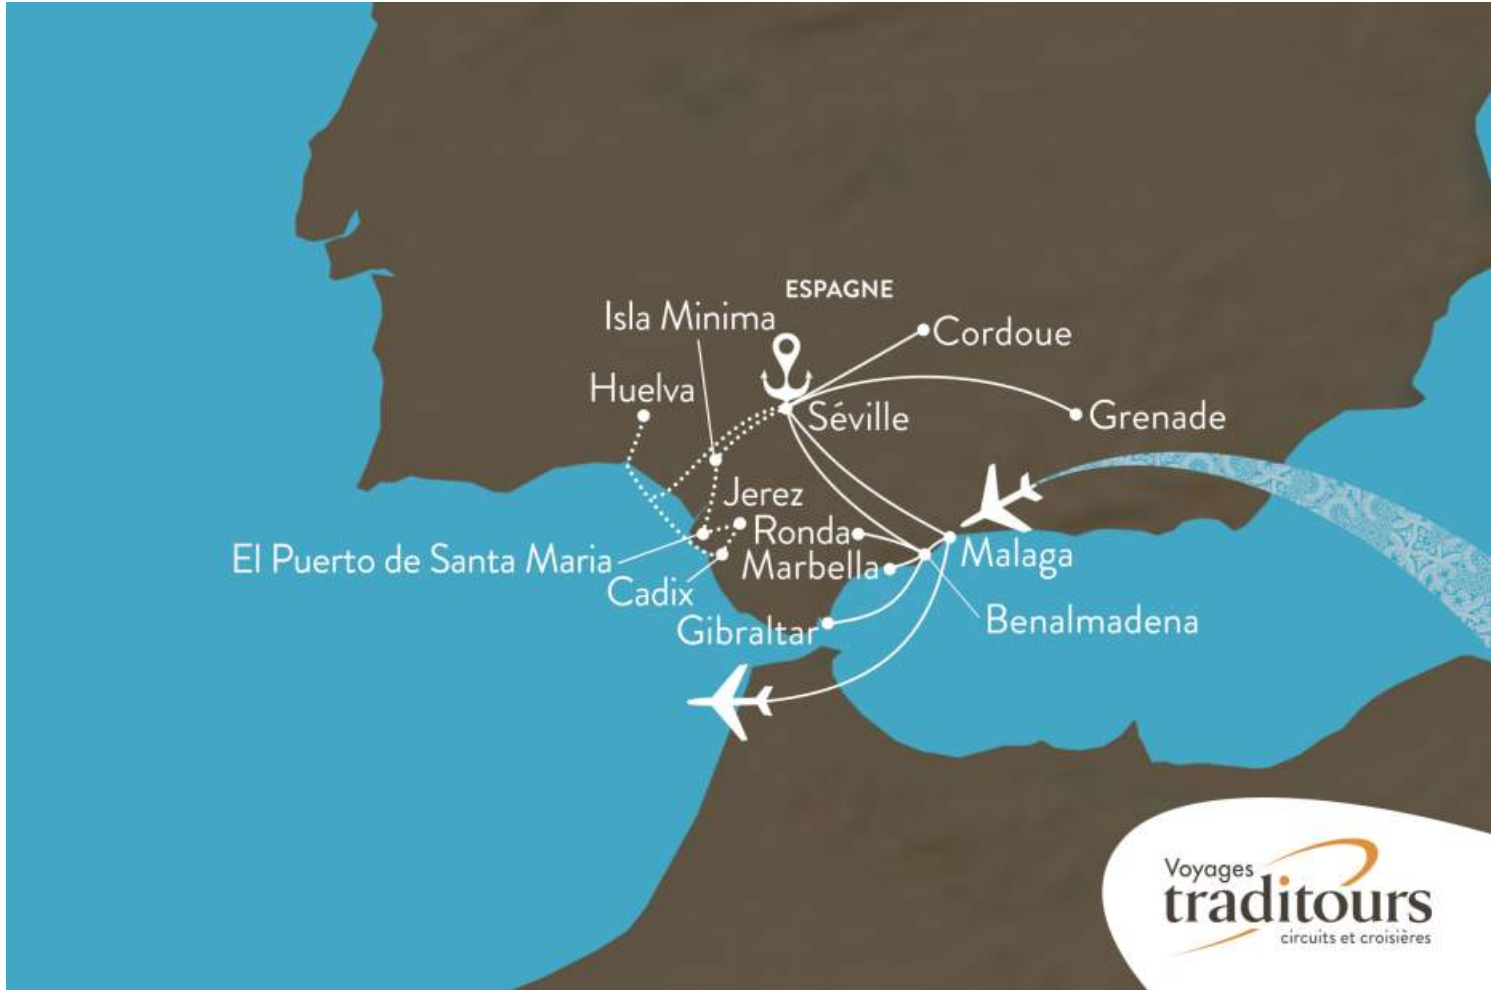 ESPAGNE
Isla Minima
Cordoue
Huelva
Séville
Grenade
Jerez
Ronda
El Puerto de Santa Maria
Marbella
Malaga
Cadix
Gibraltar
Benalmadena
Voyages
traditours
circuits et croisières